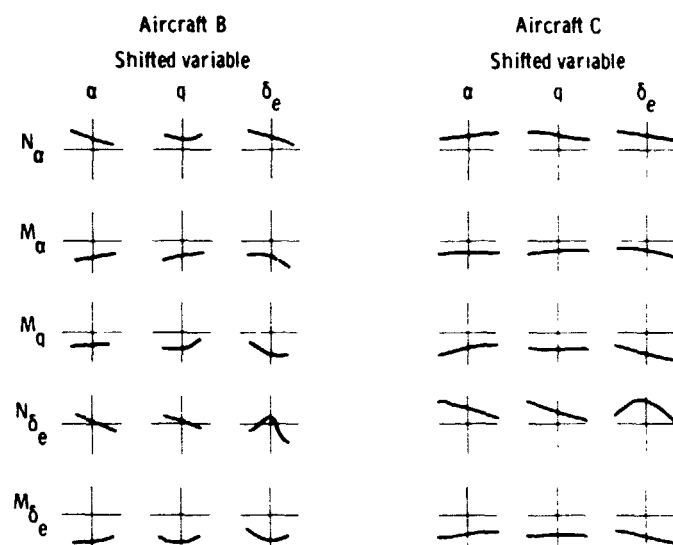 Aircraft B Aircraft C
Shifted variable Shifted variable
α q δe α q δe
Nα
Mα
Mq
Nδe
Mδe